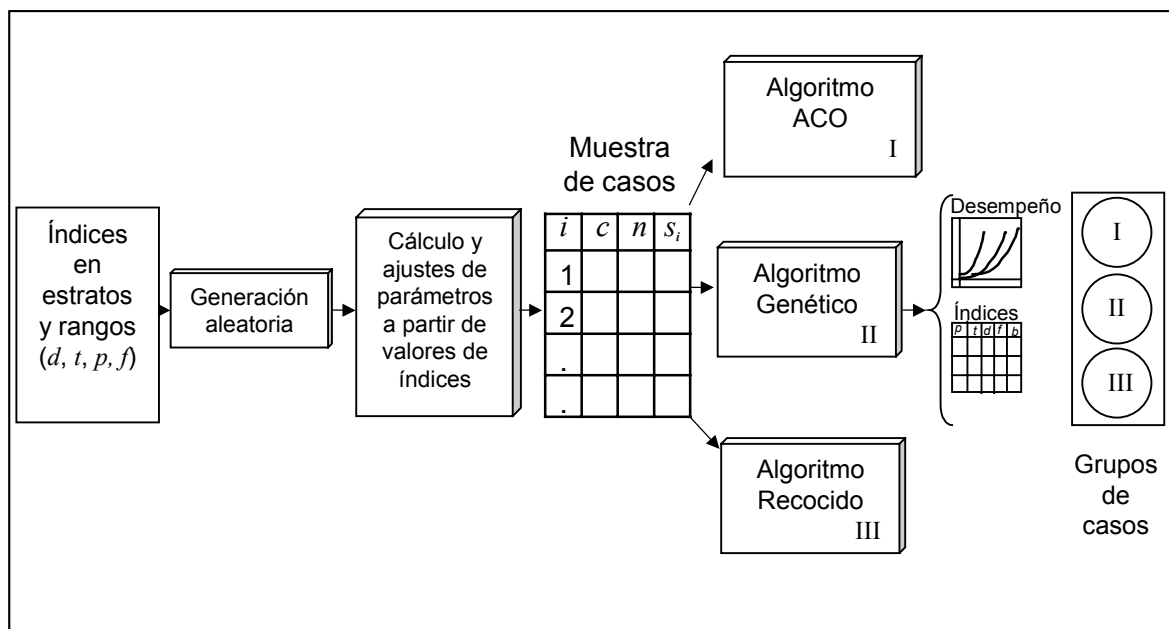 Índices
en
estratos
y rangos
(d, t, p, f)
Generación
aleatoria
Cálculo y
ajustes de
parámetros
a partir de
valores de
índices
Muestra
de casos
i c n s_i
1
2
.
.
Algoritmo
ACO
I
Algoritmo
Genético
II
Algoritmo
Recocido
III
Desempeño
Índices
p t d f b
I
II
III
Grupos
de
casos